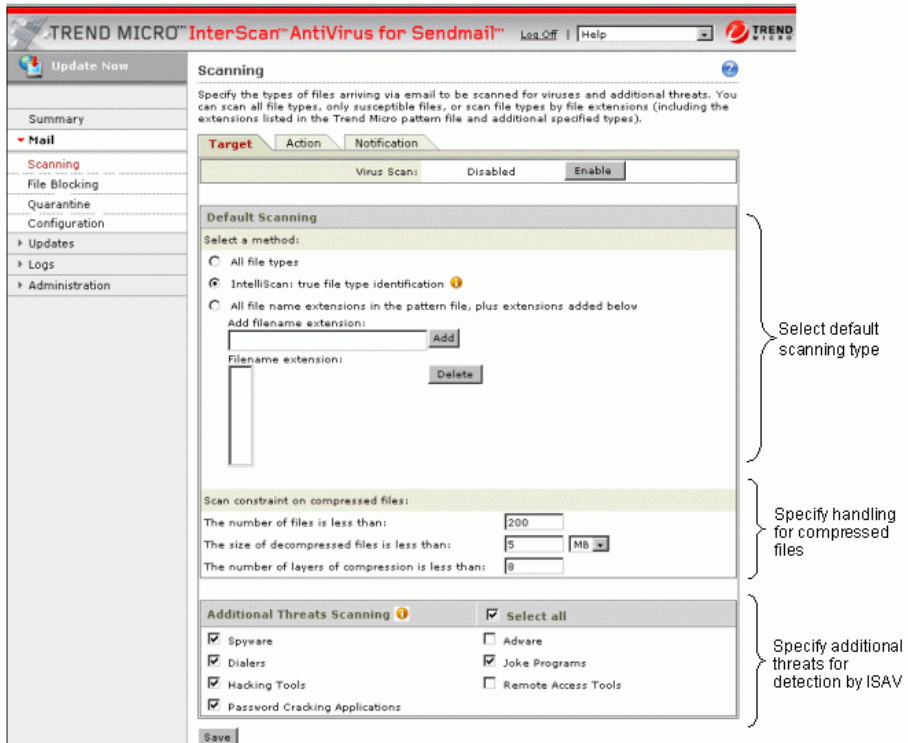 TREND MICRO™ InterScan™ AntiVirus for Sendmail™ Log Off | Help TREND MICRO
Update Now
Summary
Mail
Scanning
File Blocking
Quarantine
Configuration
Updates
Logs
Administration
Scanning
Specify the types of files arriving via email to be scanned for viruses and additional threats. You
can scan all file types, only susceptible files, or scan file types by file extensions (including the
extensions listed in the Trend Micro pattern file and additional specified types).
Target Action Notification
Virus Scan: Disabled Enable
Default Scanning
Select a method:
All file types
IntelliScan: true file type identification
All file name extensions in the pattern file, plus extensions added below
Add filename extension:
Add
Filename extension:
Delete
Select default
scanning type
Scan constraint on compressed files:
The number of files is less than: 200
The size of decompressed files is less than: 5 MB
The number of layers of compression is less than: 8
Specify handling
for compressed
files
Additional Threats Scanning Select all
Spyware Adware
Dialers Joke Programs
Hacking Tools Remote Access Tools
Password Cracking Applications
Specify additional
threats for
detection by ISAV
Save